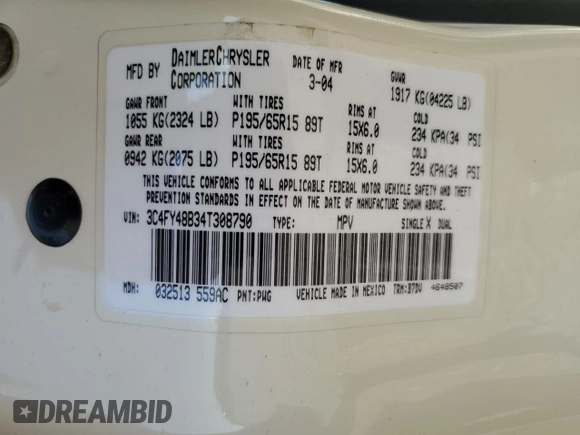 MFD BY DAIMLERCHRYSLER CORPORATION
DATE OF MFR 3-04
GVWR 1917 KG(04225 LB)
GAWR FRONT WITH TIRES RIMS AT COLD
1055 KG(2324 LB) P195/65R15 89T 15X6.0 234 KPA(34 PSI
GAWR REAR WITH TIRES RIMS AT COLD
0942 KG(2075 LB) P195/65R15 89T 15X6.0 234 KPA(34 PSI
THIS VEHICLE CONFORMS TO ALL APPLICABLE FEDERAL MOTOR VEHICLE SAFETY AND THEFT
PREVENTION STANDARDS IN EFFECT ON THE DATE OF MANUFACTURE SHOWN ABOVE.
VIN: 3C4FY48B34T308790 TYPE: MPV SINGLE X DUAL
MDH: 032513 559AC PNT:PWG VEHICLE MADE IN MEXICO TRM:B7DV 4648507
DREAMBID